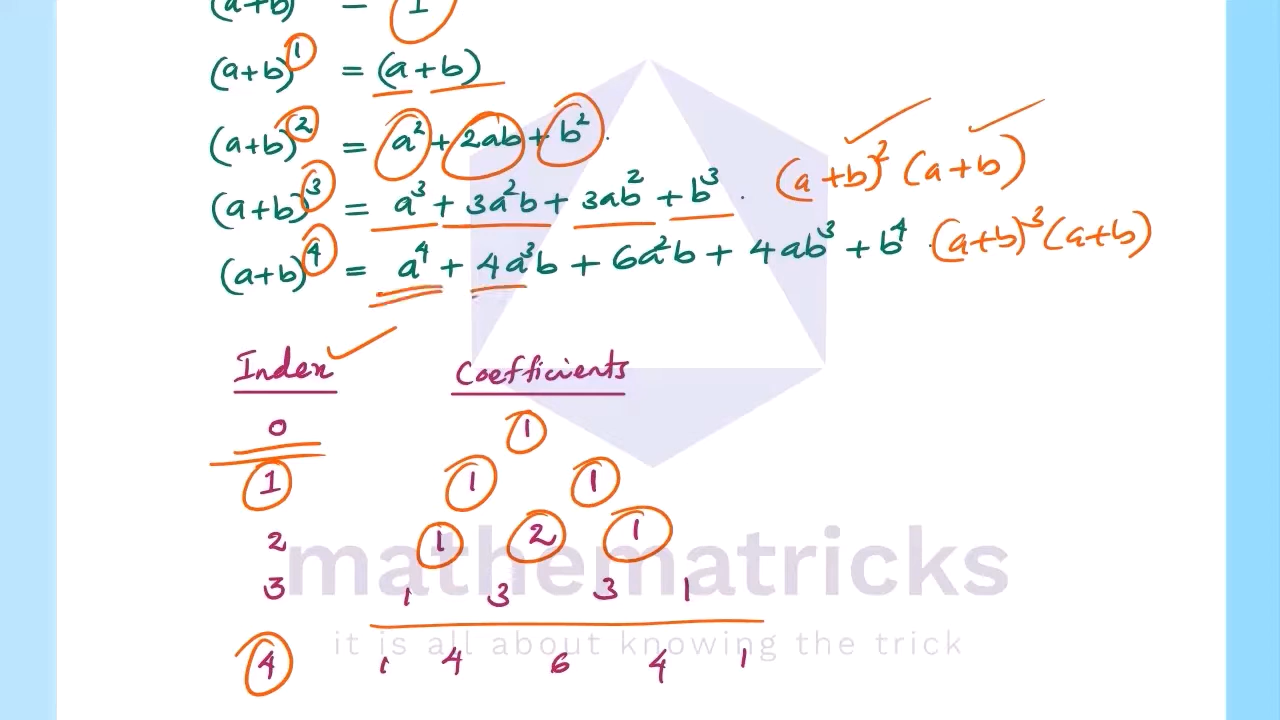 (a+b) = 1
(a+b)¹ = (a+b)
(a+b)² = a² + 2ab + b².
(a+b)³ = a³ + 3a²b + 3ab² + b³. (a+b)² (a+b)
(a+b)⁴ = a⁴ + 4a³b + 6a²b + 4ab³ + b⁴. (a+b)³(a+b)
Index Coefficients
0 1
1 1 1
2 1 2 1
mathematricks
3 1 3 3 1
it is all about knowing the trick
4 1 4 6 4 1